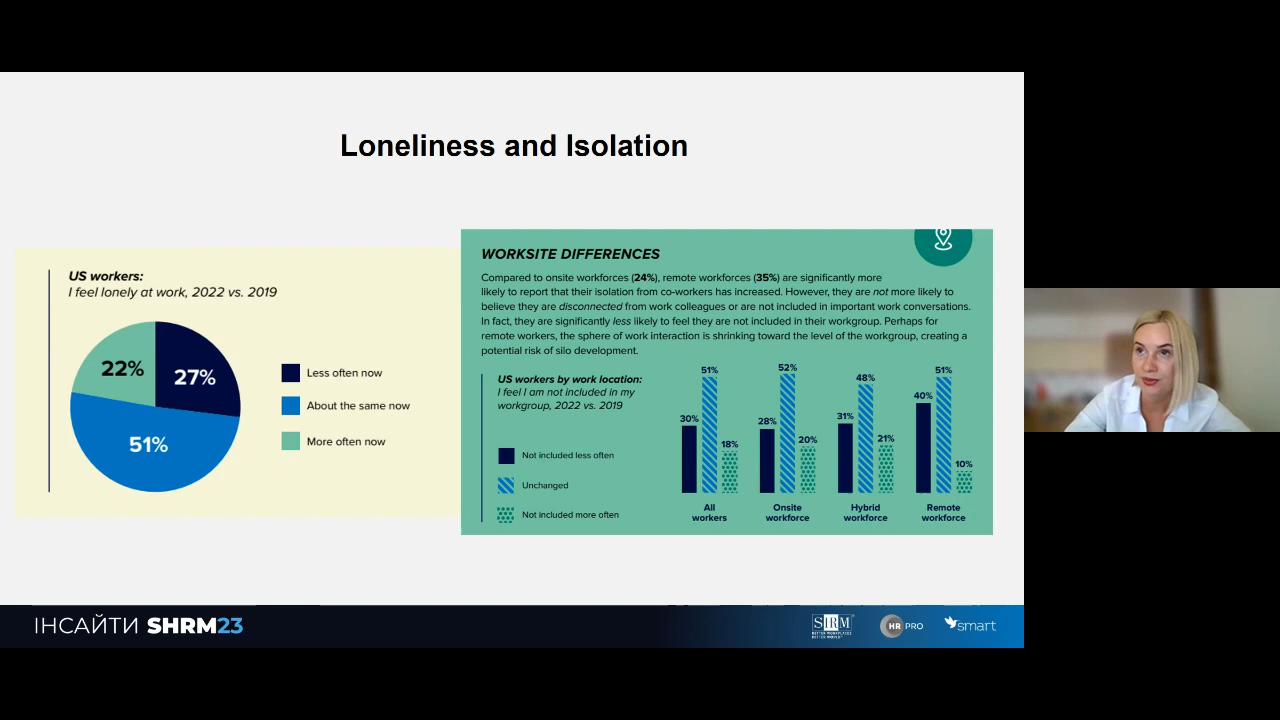 Loneliness and Isolation
US workers:
I feel lonely at work, 2022 vs. 2019
22%
27%
51%
Less often now
About the same now
More often now
WORKSITE DIFFERENCES
Compared to onsite workforces (24%), remote workforces (35%) are significantly more
likely to report that their isolation from co-workers has increased. However, they are not more likely to
believe they are disconnected from work colleagues or are not included in important work conversations.
In fact, they are significantly less likely to feel they are not included in their workgroup. Perhaps for
remote workers, the sphere of work interaction is shrinking toward the level of the workgroup, creating a
potential risk of silo development.
US workers by work location:
I feel I am not included in my
workgroup, 2022 vs. 2019
Not included less often
Unchanged
Not included more often
30%
51%
18%
All
workers
28%
52%
20%
Onsite
workforce
31%
48%
21%
Hybrid
workforce
40%
51%
10%
Remote
workforce
ІНСАЙТИ SHRM23
SHRM
BETTER WORKPLACES
BETTER WORLD™
HR PRO
smart